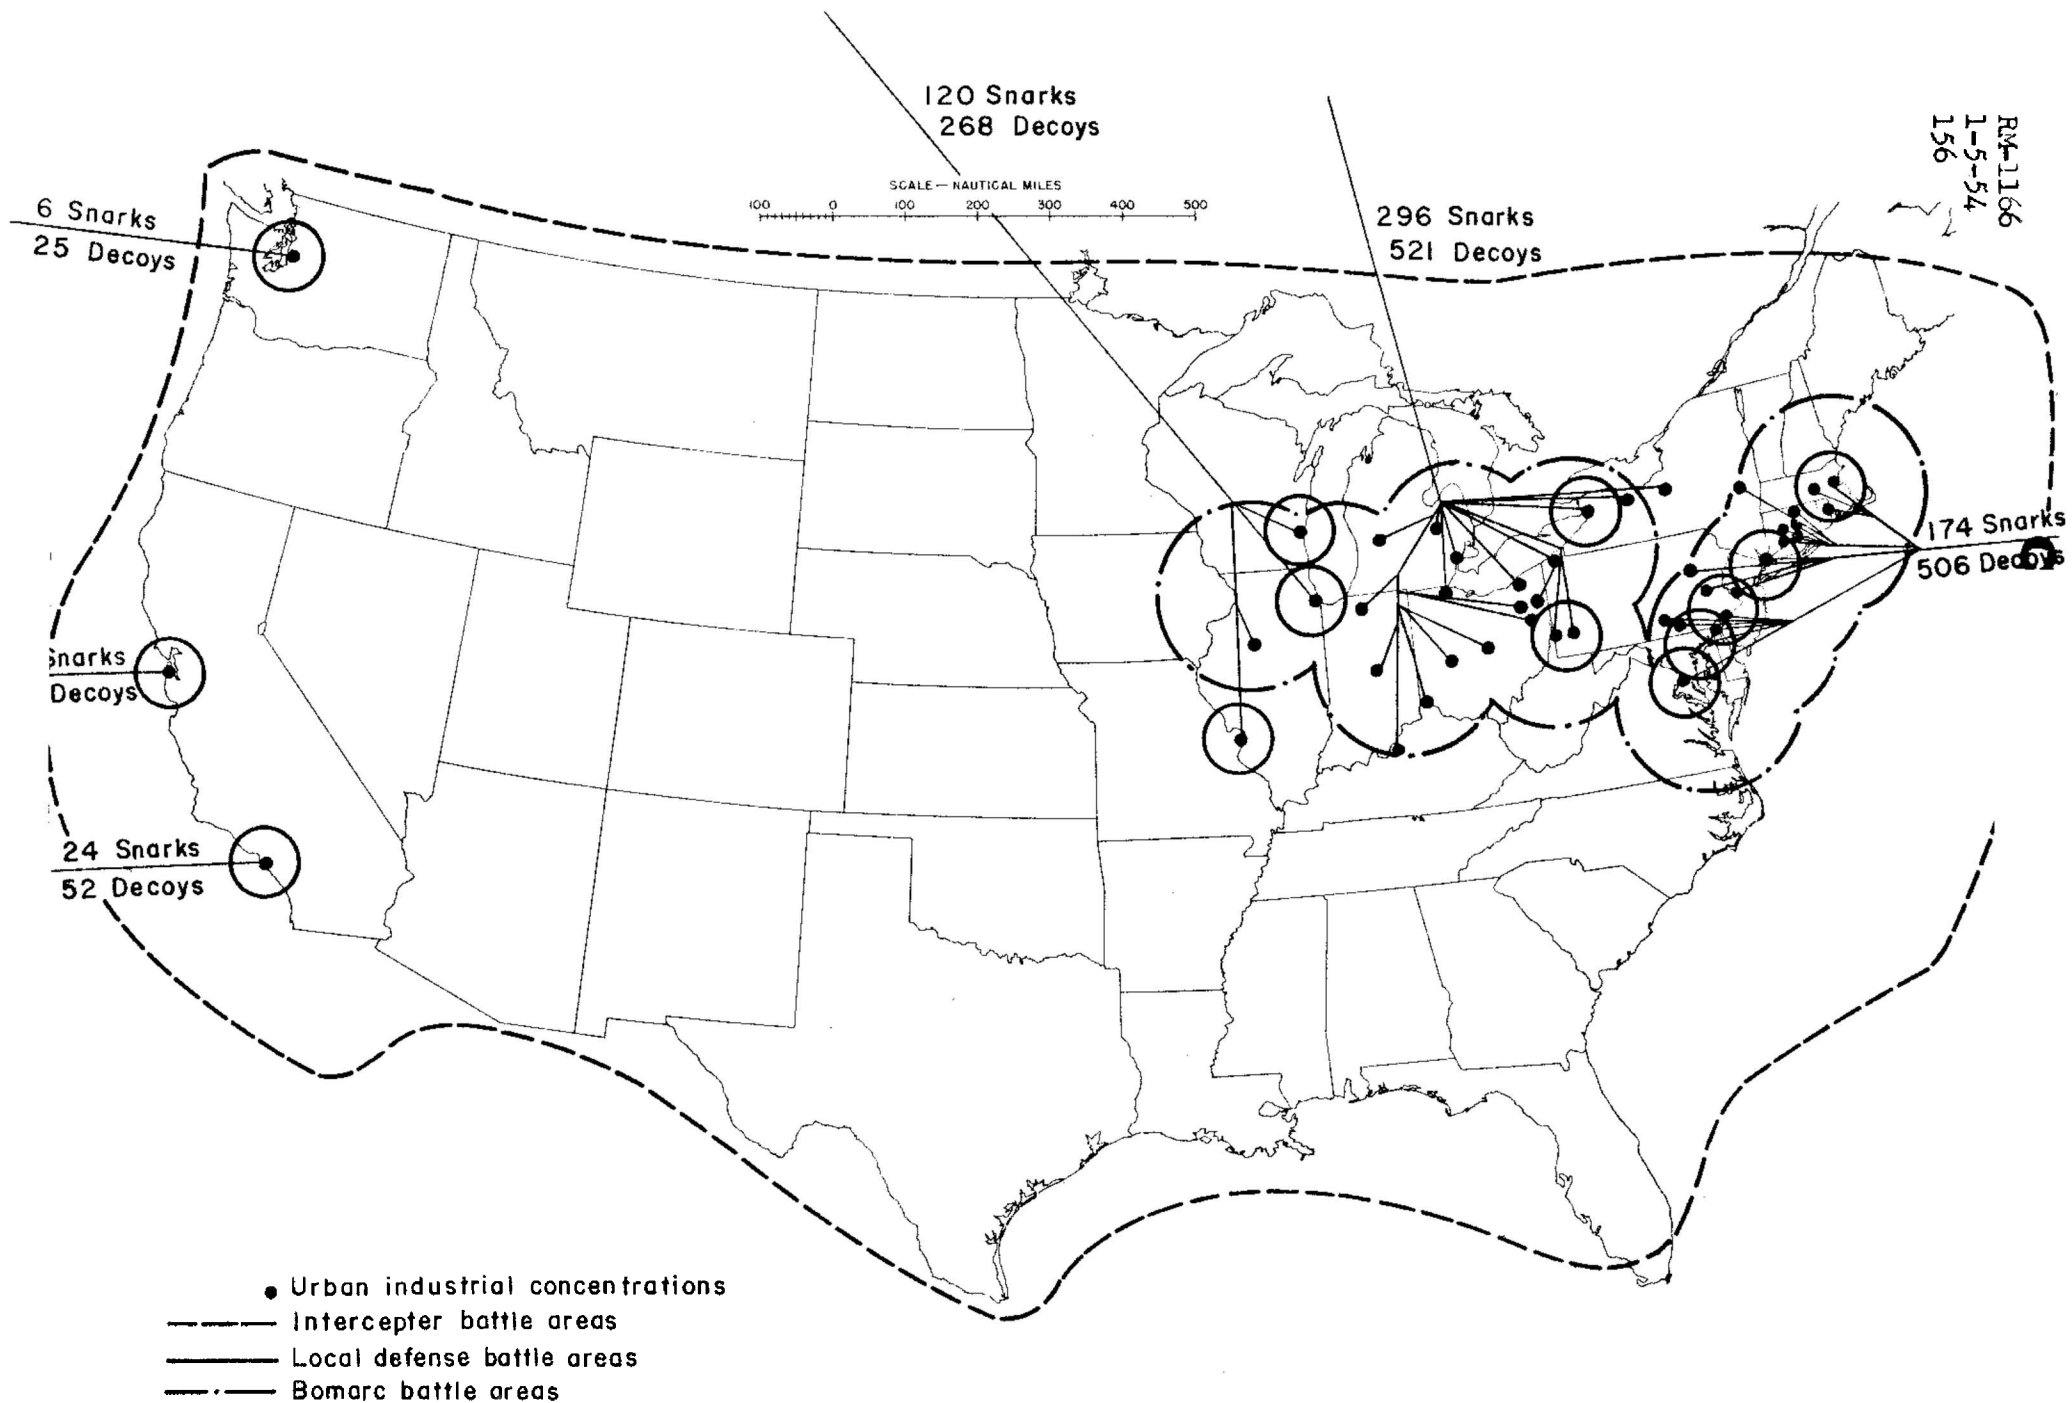 120 Snarks
268 Decoys
RM-1166
1-5-54
156
SCALE — NAUTICAL MILES
100 0 100 200 300 400 500
6 Snarks
25 Decoys
296 Snarks
521 Decoys
174 Snarks
506 Decoys
Snarks
Decoys
24 Snarks
52 Decoys
Urban industrial concentrations
Intercepter battle areas
Local defense battle areas
Bomarc battle areas